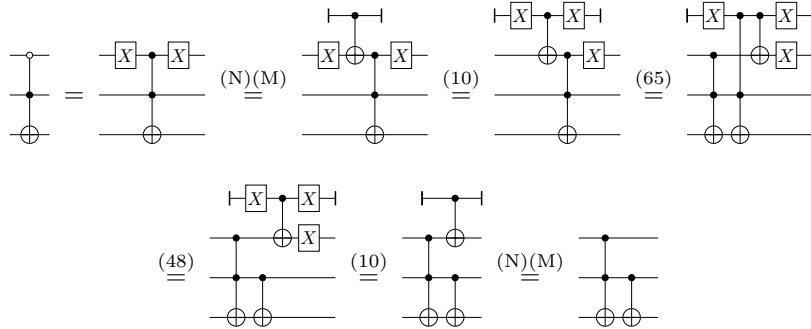 = X X (N)(M) = X X (10) = X X X (65) = X X X
(48) = X X X (10) = (N)(M) =